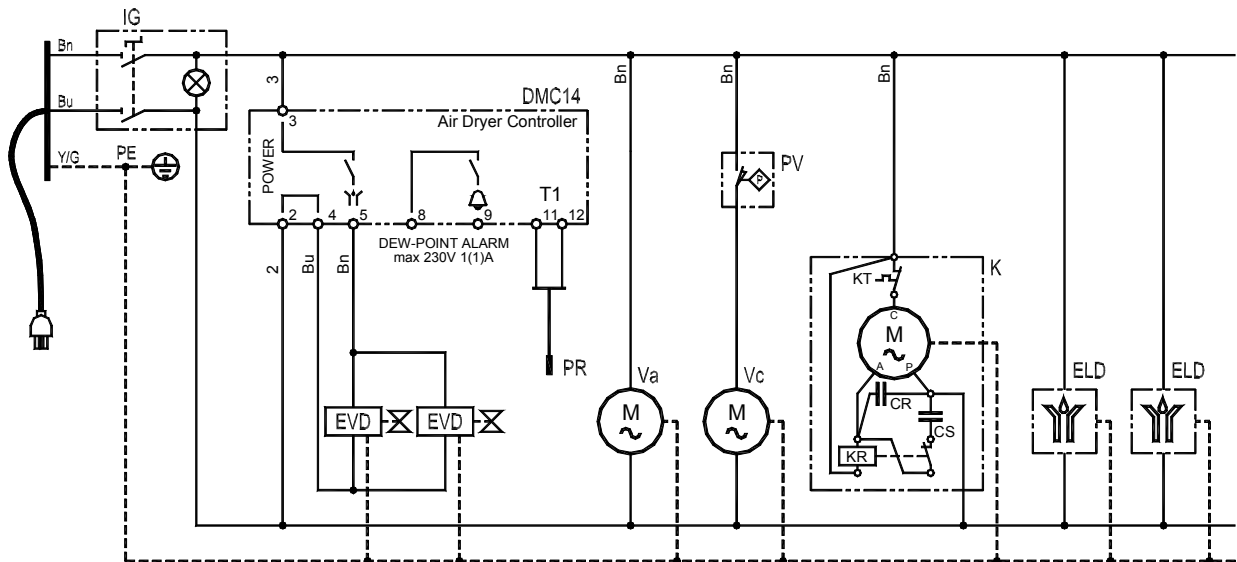 IG
Bn
Bu
Y/G
PE
3
DMC14
3
Air Dryer Controller
POWER
T1
2
4
5
8
9
11
12
DEW-POINT ALARM
max 230V 1(1)A
2
Bu
Bn
PR
EVD
EVD
Bn
Va
M
Bn
PV
P
Vc
M
Bn
K
KT
C
M
A
P
CR
CS
KR
ELD
ELD